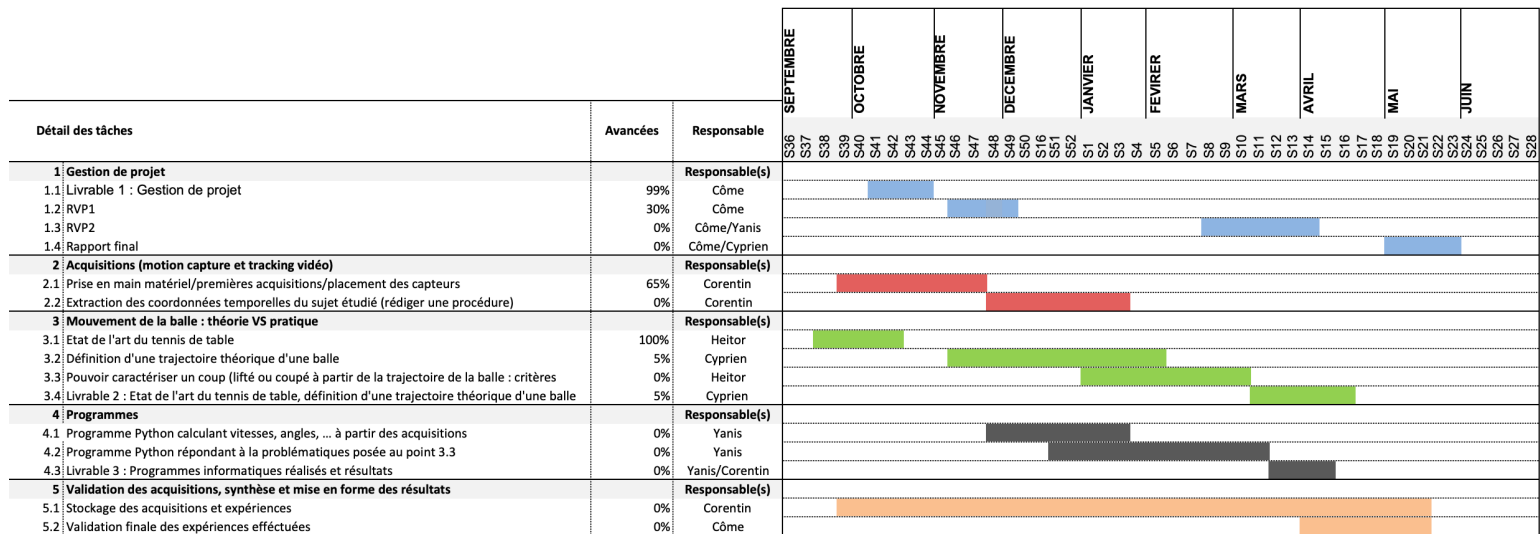 SEPTEMBRE OCTOBRE NOVEMBRE DECEMBRE JANVIER FEVIRER MARS AVRIL MAI JUIN
Détail des tâches Avancées Responsable S36 S37 S38 S39 S40 S41 S42 S43 S44 S45 S46 S47 S48 S49 S50 S16 S51 S52 S1 S2 S3 S4 S5 S6 S7 S8 S9 S10 S11 S12 S13 S14 S15 S16 S17 S18 S19 S20 S21 S22 S23 S24 S25 S26 S27 S28
1 Gestion de projet Responsable(s)
1.1 Livrable 1 : Gestion de projet 99% Côme
1.2 RVP1 30% Côme
1.3 RVP2 0% Côme/Yanis
1.4 Rapport final 0% Côme/Cyprien
2 Acquisitions (motion capture et tracking vidéo) Responsable(s)
2.1 Prise en main matériel/premières acquisitions/placement des capteurs 65% Corentin
2.2 Extraction des coordonnées temporelles du sujet étudié (rédiger une procédure) 0% Corentin
3 Mouvement de la balle : théorie VS pratique Responsable(s)
3.1 Etat de l'art du tennis de table 100% Heitor
3.2 Définition d'une trajectoire théorique d'une balle 5% Cyprien
3.3 Pouvoir caractériser un coup (lifté ou coupé à partir de la trajectoire de la balle : critères 0% Heitor
3.4 Livrable 2 : Etat de l'art du tennis de table, définition d'une trajectoire théorique d'une balle 5% Cyprien
4 Programmes Responsable(s)
4.1 Programme Python calculant vitesses, angles, … à partir des acquisitions 0% Yanis
4.2 Programme Python répondant à la problématiques posée au point 3.3 0% Yanis
4.3 Livrable 3 : Programmes informatiques réalisés et résultats 0% Yanis/Corentin
5 Validation des acquisitions, synthèse et mise en forme des résultats Responsable(s)
5.1 Stockage des acquisitions et expériences 0% Corentin
5.2 Validation finale des expériences efféctuées 0% Côme